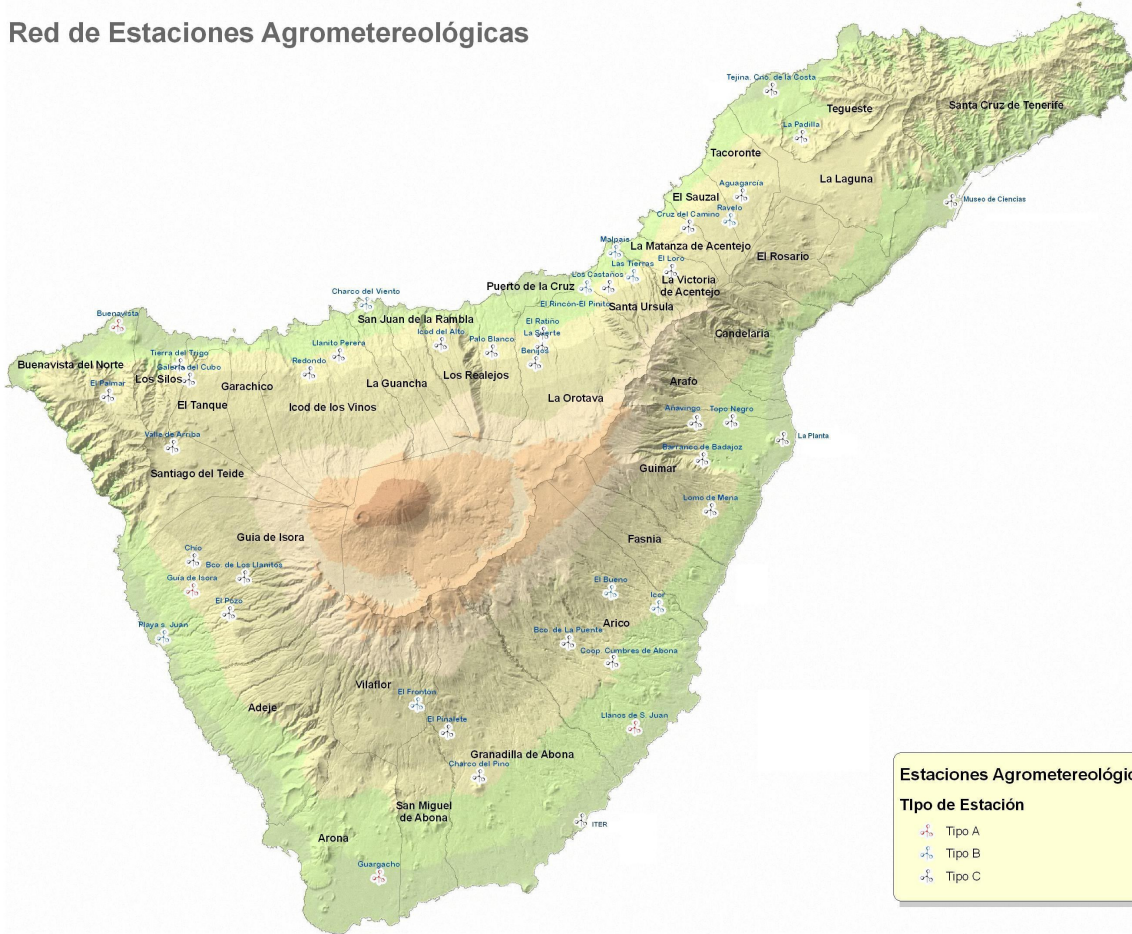 Red de Estaciones Agrometereológicas
Tejina. Cño. de la Costa
Tegueste
Santa Cruz de Tenerife
La Padilla
Tacoronte
La Laguna
Aguagarcía
El Sauzal
Museo de Ciencias
Ravelo
Cruz del Camino
Malpais
La Matanza de Acentejo
El Rosario
El Loro
Las Tierras
Los Castaños
La Victoria
de Acentejo
Puerto de la Cruz
Charco del Viento
El Rincón-El Pinito
Santa Ursula
Buenavista
San Juan de la Rambla
El Ratiño
Icod del Alto
La Suerte
Candelaria
Llanito Perera
Palo Blanco
Benijos
Tierra del Trigo
Redondo
Buenavista del Norte
Galería del Cubo
Los Silos
El Palmar
Garachico
La Guancha
Los Realejos
Arafo
El Tanque
Icod de los Vinos
La Orotava
Añavingo
Topo Negro
Valle de Arriba
La Planta
Barranco de Badajoz
Santiago del Teide
Guimar
Lomo de Mena
Guia de Isora
Fasnia
Chío
Bco. de Los Llanitos
Guía de Isora
El Bueno
El Pozo
Icor
Playa s. Juan
Arico
Bco. de La Puente
Coop. Cumbres de Abona
Vilaflor
El Frontón
Adeje
El Pinalete
Llanos de S. Juan
Granadilla de Abona
Charco del Pino
San Miguel
de Abona
ITER
Arona
Guargacho
Estaciones Agrometereológic
TIpo de Estación
Tipo A
Tipo B
Tipo C